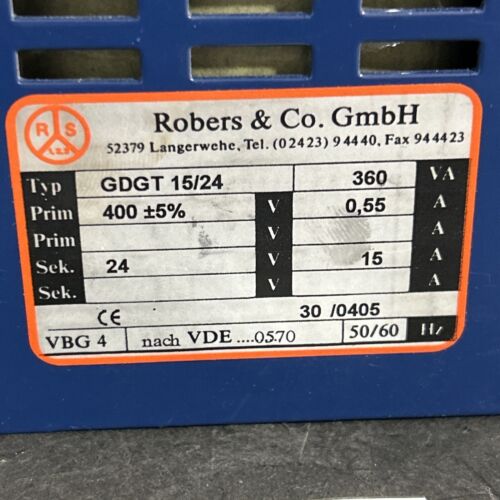 R S
Robers & Co. GmbH
52379 Langerwehe, Tel. (02423) 94440, Fax 944423
Typ GDGT 15/24 360 VA
Prim 400 ±5% V 0,55 A
Prim V A
Sek. 24 V 15 A
Sek. V A
CE 30 /0405
VBG 4 nach VDE ....0570 50/60 Hz